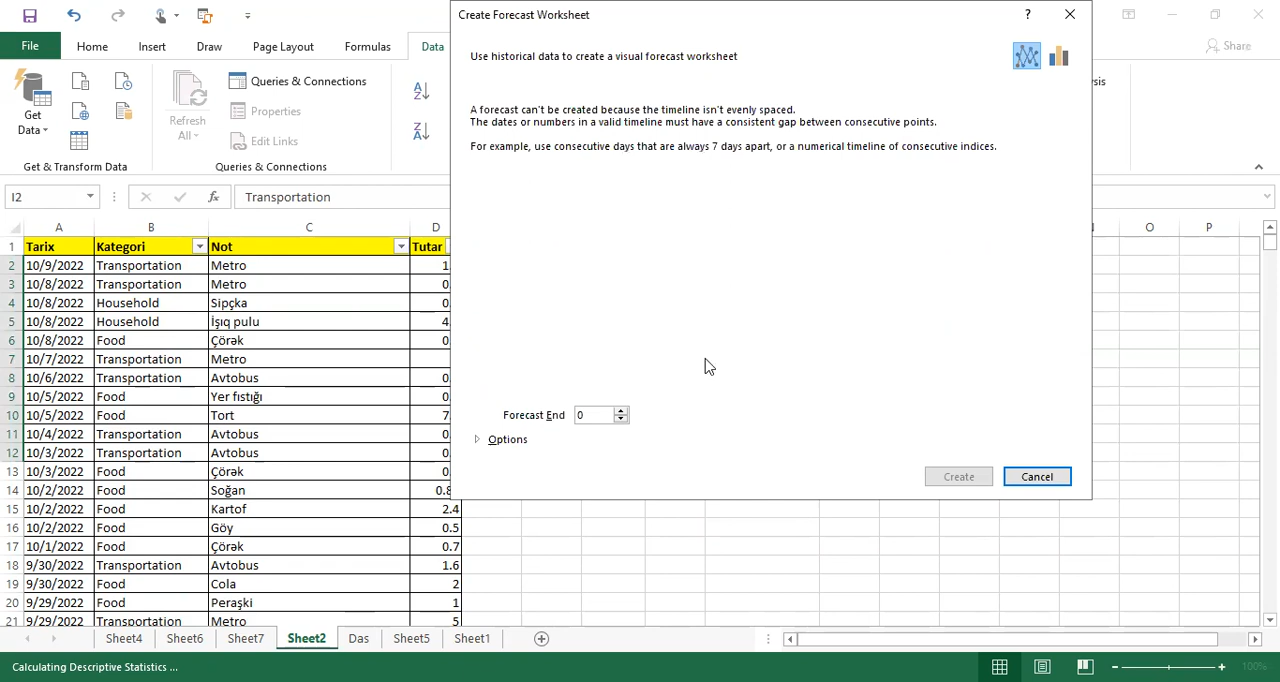 Create Forecast Worksheet
?
File
Home
Insert
Draw
Page Layout
Formulas
Data
Use historical data to create a visual forecast worksheet
Share
Get
Data
Refresh
All
Queries & Connections
Properties
Edit Links
A
Z
Z
A
Get & Transform Data
Queries & Connections
A forecast can't be created because the timeline isn't evenly spaced.
The dates or numbers in a valid timeline must have a consistent gap between consecutive points.
For example, use consecutive days that are always 7 days apart, or a numerical timeline of consecutive indices.
Forecast End 0
Options
Create
Cancel
I2
fx
Transportation
A B C D O P
1 Tarix Kategori Not Tutar
2 10/9/2022 Transportation Metro 1
3 10/8/2022 Transportation Metro 0.
4 10/8/2022 Household Sipçka 0.
5 10/8/2022 Household İşıq pulu 4.
6 10/8/2022 Food Çörək 0.
7 10/7/2022 Transportation Metro
8 10/6/2022 Transportation Avtobus 0.
9 10/5/2022 Food Yer fıstığı 0.
10 10/5/2022 Food Tort 7.
11 10/4/2022 Transportation Avtobus 0.
12 10/3/2022 Transportation Avtobus 0.
13 10/3/2022 Food Çörək 0.
14 10/2/2022 Food Soğan 0.8
15 10/2/2022 Food Kartof 2.4
16 10/2/2022 Food Göy 0.5
17 10/1/2022 Food Çörək 0.7
18 9/30/2022 Transportation Avtobus 1.6
19 9/30/2022 Food Cola 2
20 9/29/2022 Food Peraşki 1
21 9/29/2022 Transportation Metro 5
Sheet4 Sheet6 Sheet7 Sheet2 Das Sheet5 Sheet1
Calculating Descriptive Statistics ...
100%